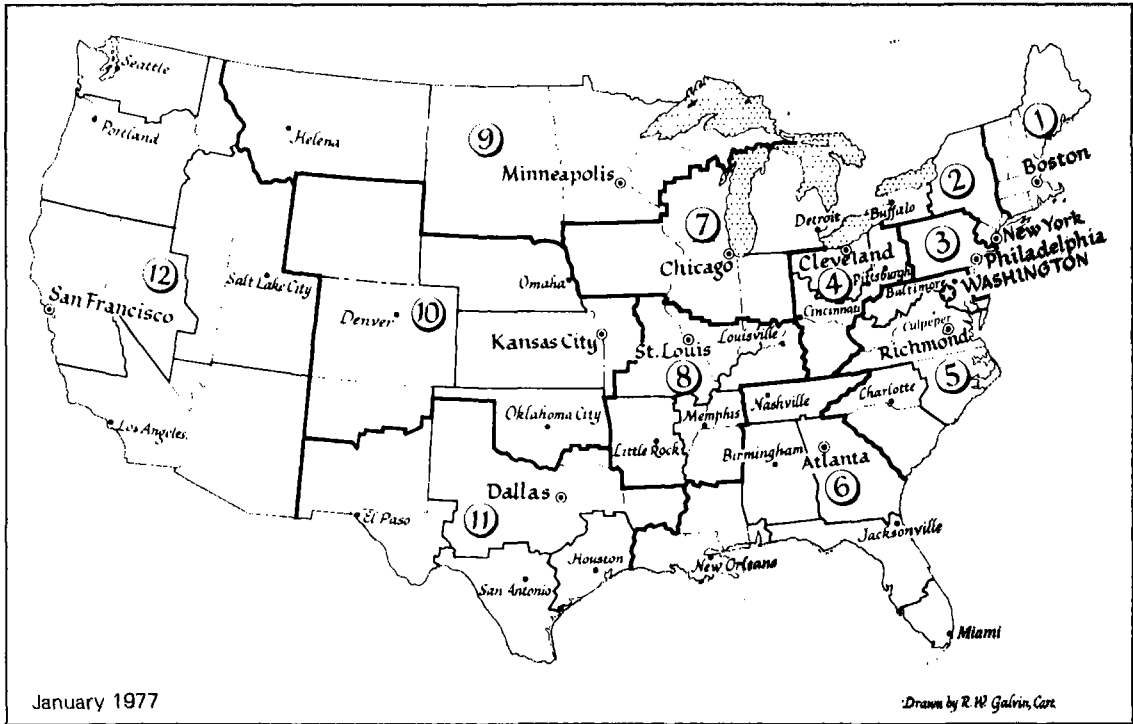 Seattle
Portland
Helena
9
Minneapolis
1
Boston
2
Detroit
Buffalo
New York
7
3
Philadelphia
Chicago
Cleveland
Pittsburgh
WASHINGTON
4
Baltimore
Cincinnati
12
Salt Lake City
Omaha
San Francisco
Denver
10
Culpeper
Richmond
Kansas City
St. Louis
Louisville
8
5
Nashville
Charlotte
Oklahoma City
Memphis
Los Angeles
Little Rock
Birmingham
Atlanta
6
Dallas
11
El Paso
Jacksonville
Houston
New Orleans
San Antonio
Miami
January 1977
Drawn by R. W. Galvin, Cart.